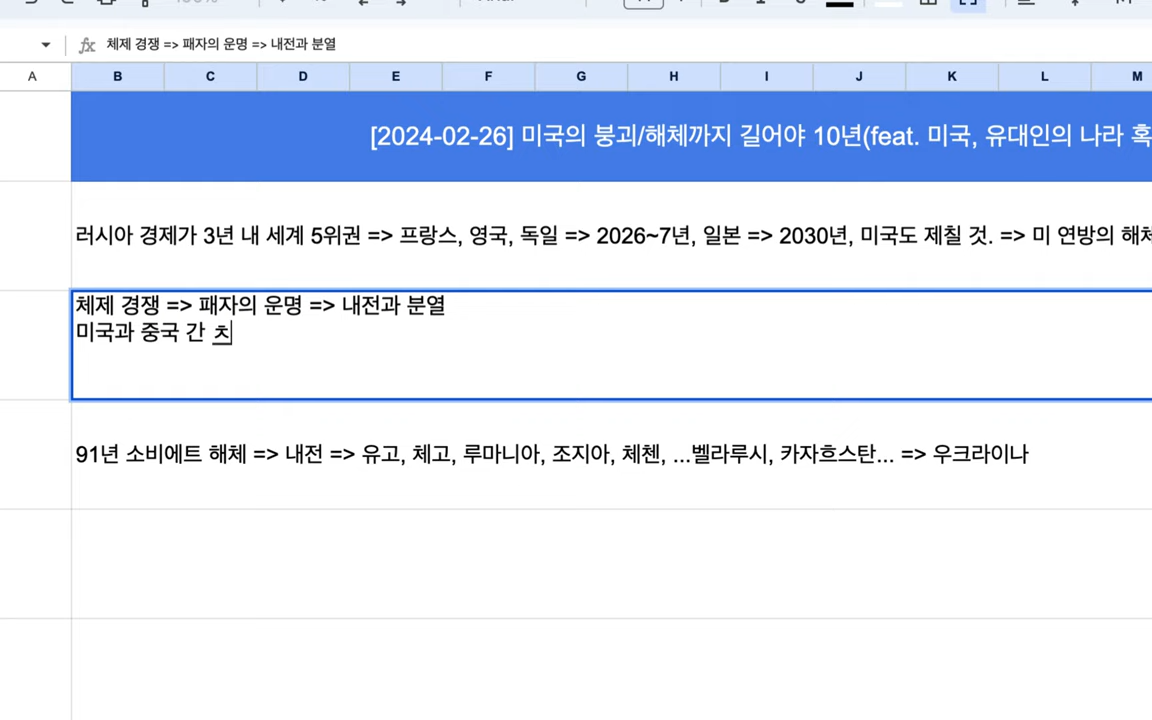 체제 경쟁 => 패자의 운명 => 내전과 분열
A B C D E F G H I J K L M
[2024-02-26] 미국의 붕괴/해체까지 길어야 10년(feat. 미국, 유대인의 나라 혹
러시아 경제가 3년 내 세계 5위권 => 프랑스, 영국, 독일 => 2026~7년, 일본 => 2030년, 미국도 제칠 것. => 미 연방의 해체
체제 경쟁 => 패자의 운명 => 내전과 분열
미국과 중국 간 치
91년 소비에트 해체 => 내전 => 유고, 체고, 루마니아, 조지아, 체첸, ...벨라루시, 카자흐스탄... => 우크라이나